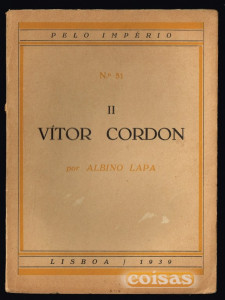 PELO IMPÉRIO
N.º 51
II
VÍTOR CORDON
por ALBINO LAPA
LISBOA / 1939
coisas